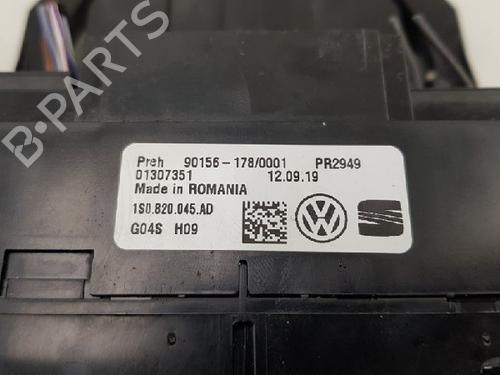 B-PARTS
Preh 90156-178/0001 PR2949
01307351 12.09.19
Made in ROMANIA
1S0.820.045.AD
G04S H09